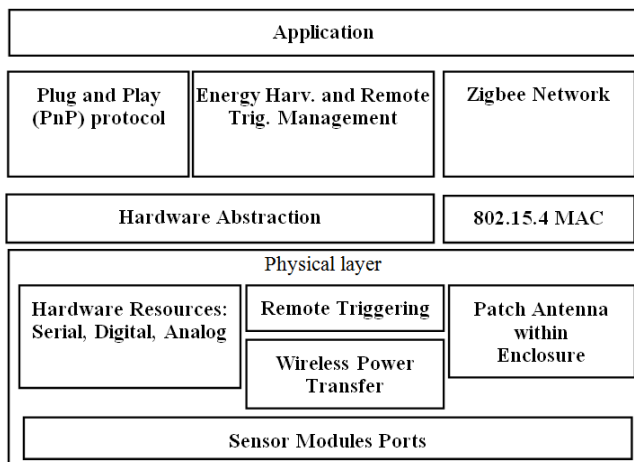 Application
Plug and Play
(PnP) protocol
Energy Harv. and Remote
Trig. Management
Zigbee Network
Hardware Abstraction
802.15.4 MAC
Physical layer
Hardware Resources:
Serial, Digital, Analog
Remote Triggering
Wireless Power
Transfer
Patch Antenna
within
Enclosure
Sensor Modules Ports